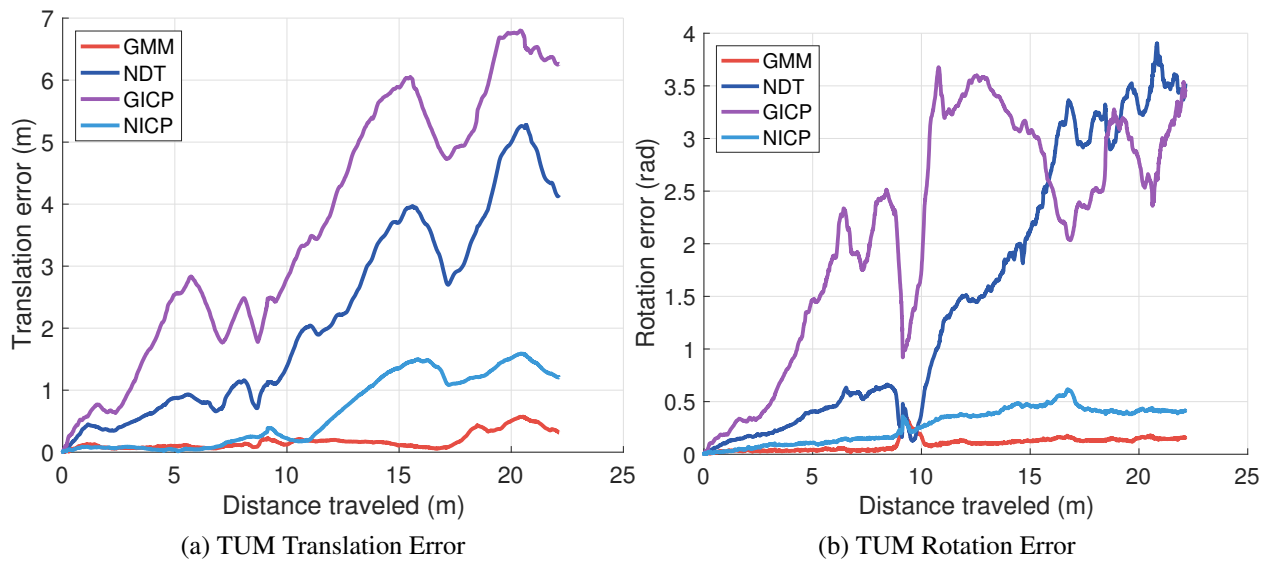 7
6
5
4
3
2
1
0
Translation error (m)
GMM
NDT
GICP
NICP
0 5 10 15 20 25
Distance traveled (m)
(a) TUM Translation Error
4
3.5
3
2.5
2
1.5
1
0.5
0
Rotation error (rad)
GMM
NDT
GICP
NICP
0 5 10 15 20 25
Distance traveled (m)
(b) TUM Rotation Error